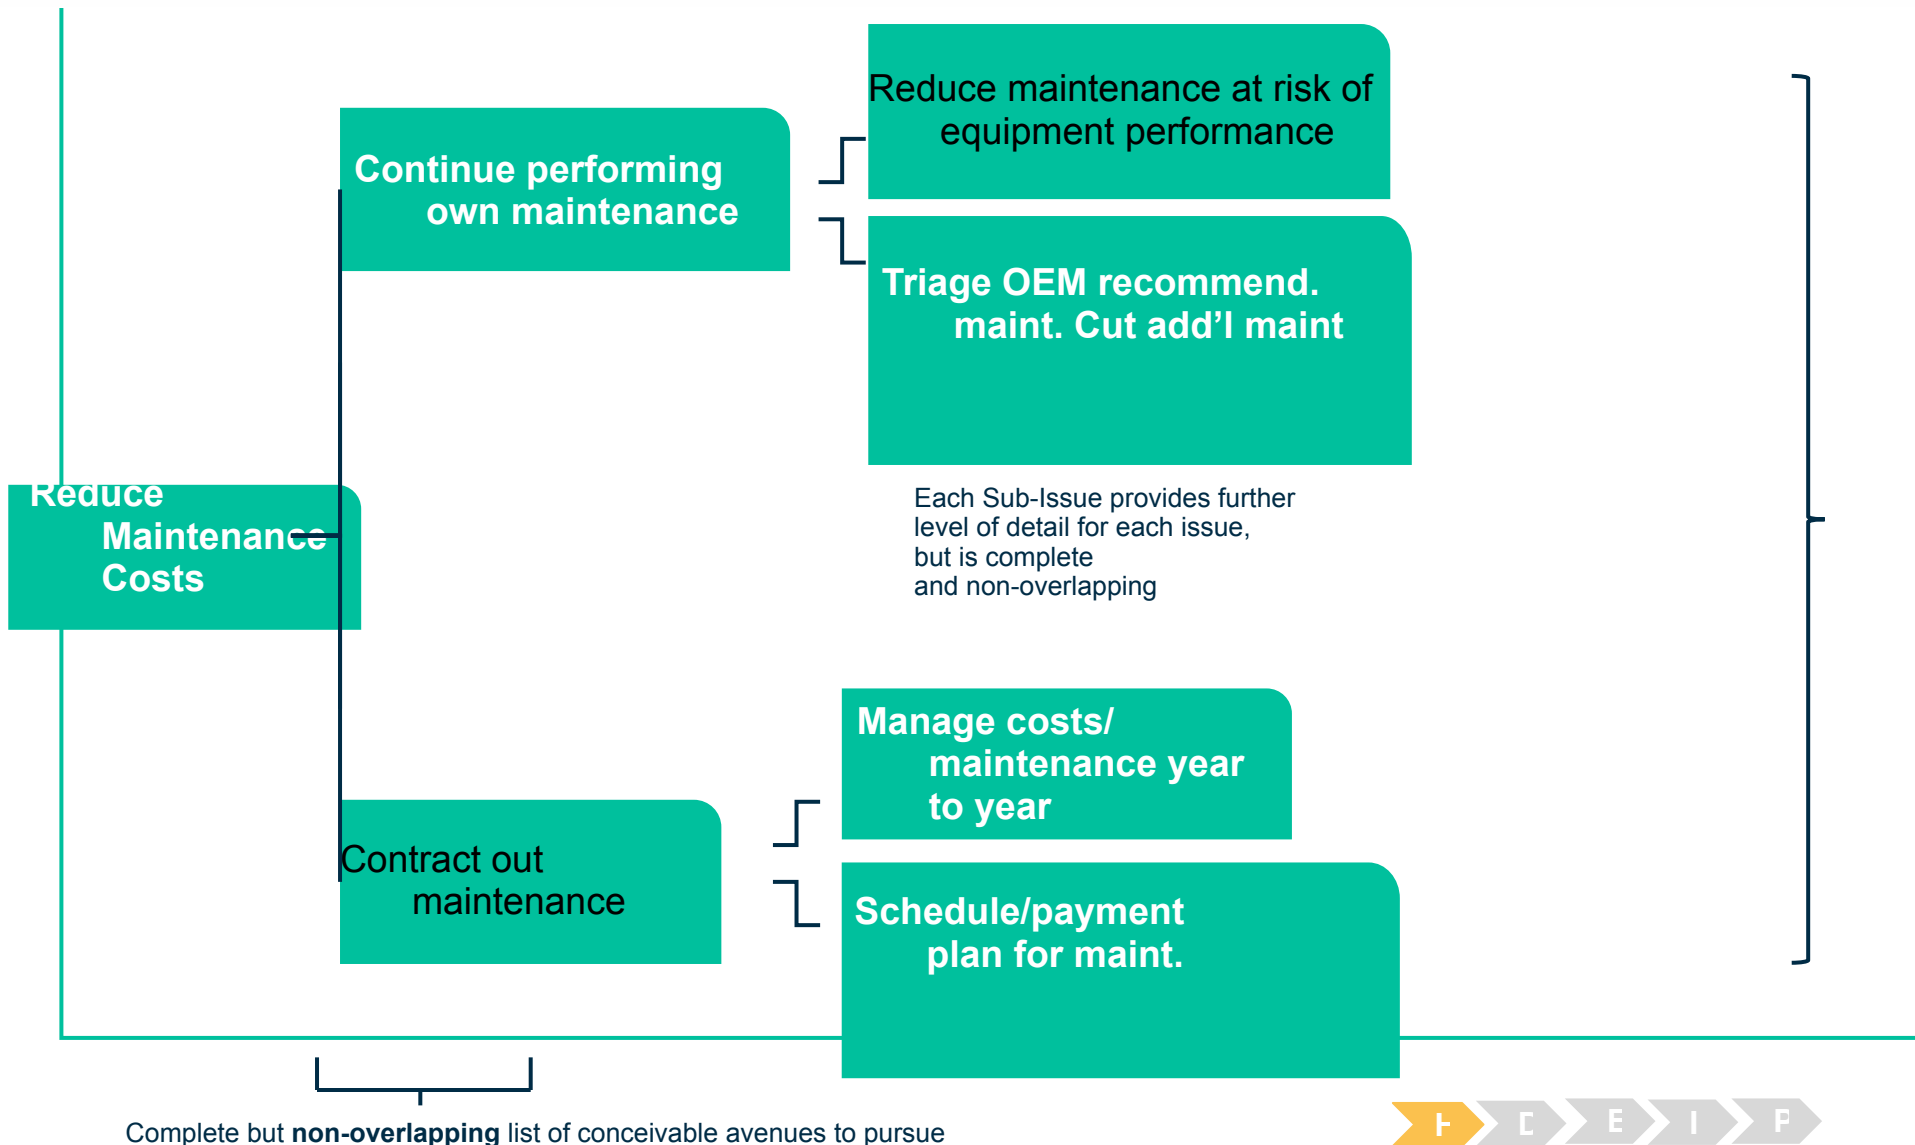 Reduce maintenance at risk of
equipment performance
Continue performing
own maintenance
Triage OEM recommend.
maint. Cut add’l maint
Reduce
Maintenance
Costs
Each Sub-Issue provides further
level of detail for each issue,
but is complete
and non-overlapping
Manage costs/
maintenance year
to year
Contract out
maintenance
Schedule/payment
plan for maint.
Complete but non-overlapping list of conceivable avenues to pursue
E I P